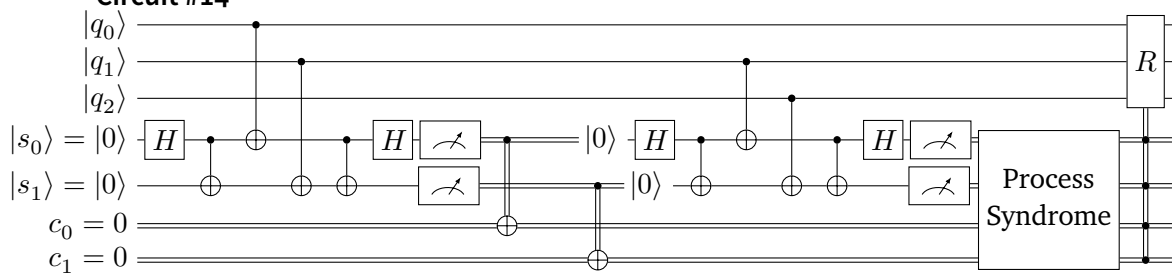 Circuit #14
|q₀⟩
|q₁⟩
|q₂⟩ R
|s₀⟩ = |0⟩ H H |0⟩ H H
|s₁⟩ = |0⟩ |0⟩ Process
c₀ = 0 Syndrome
c₁ = 0